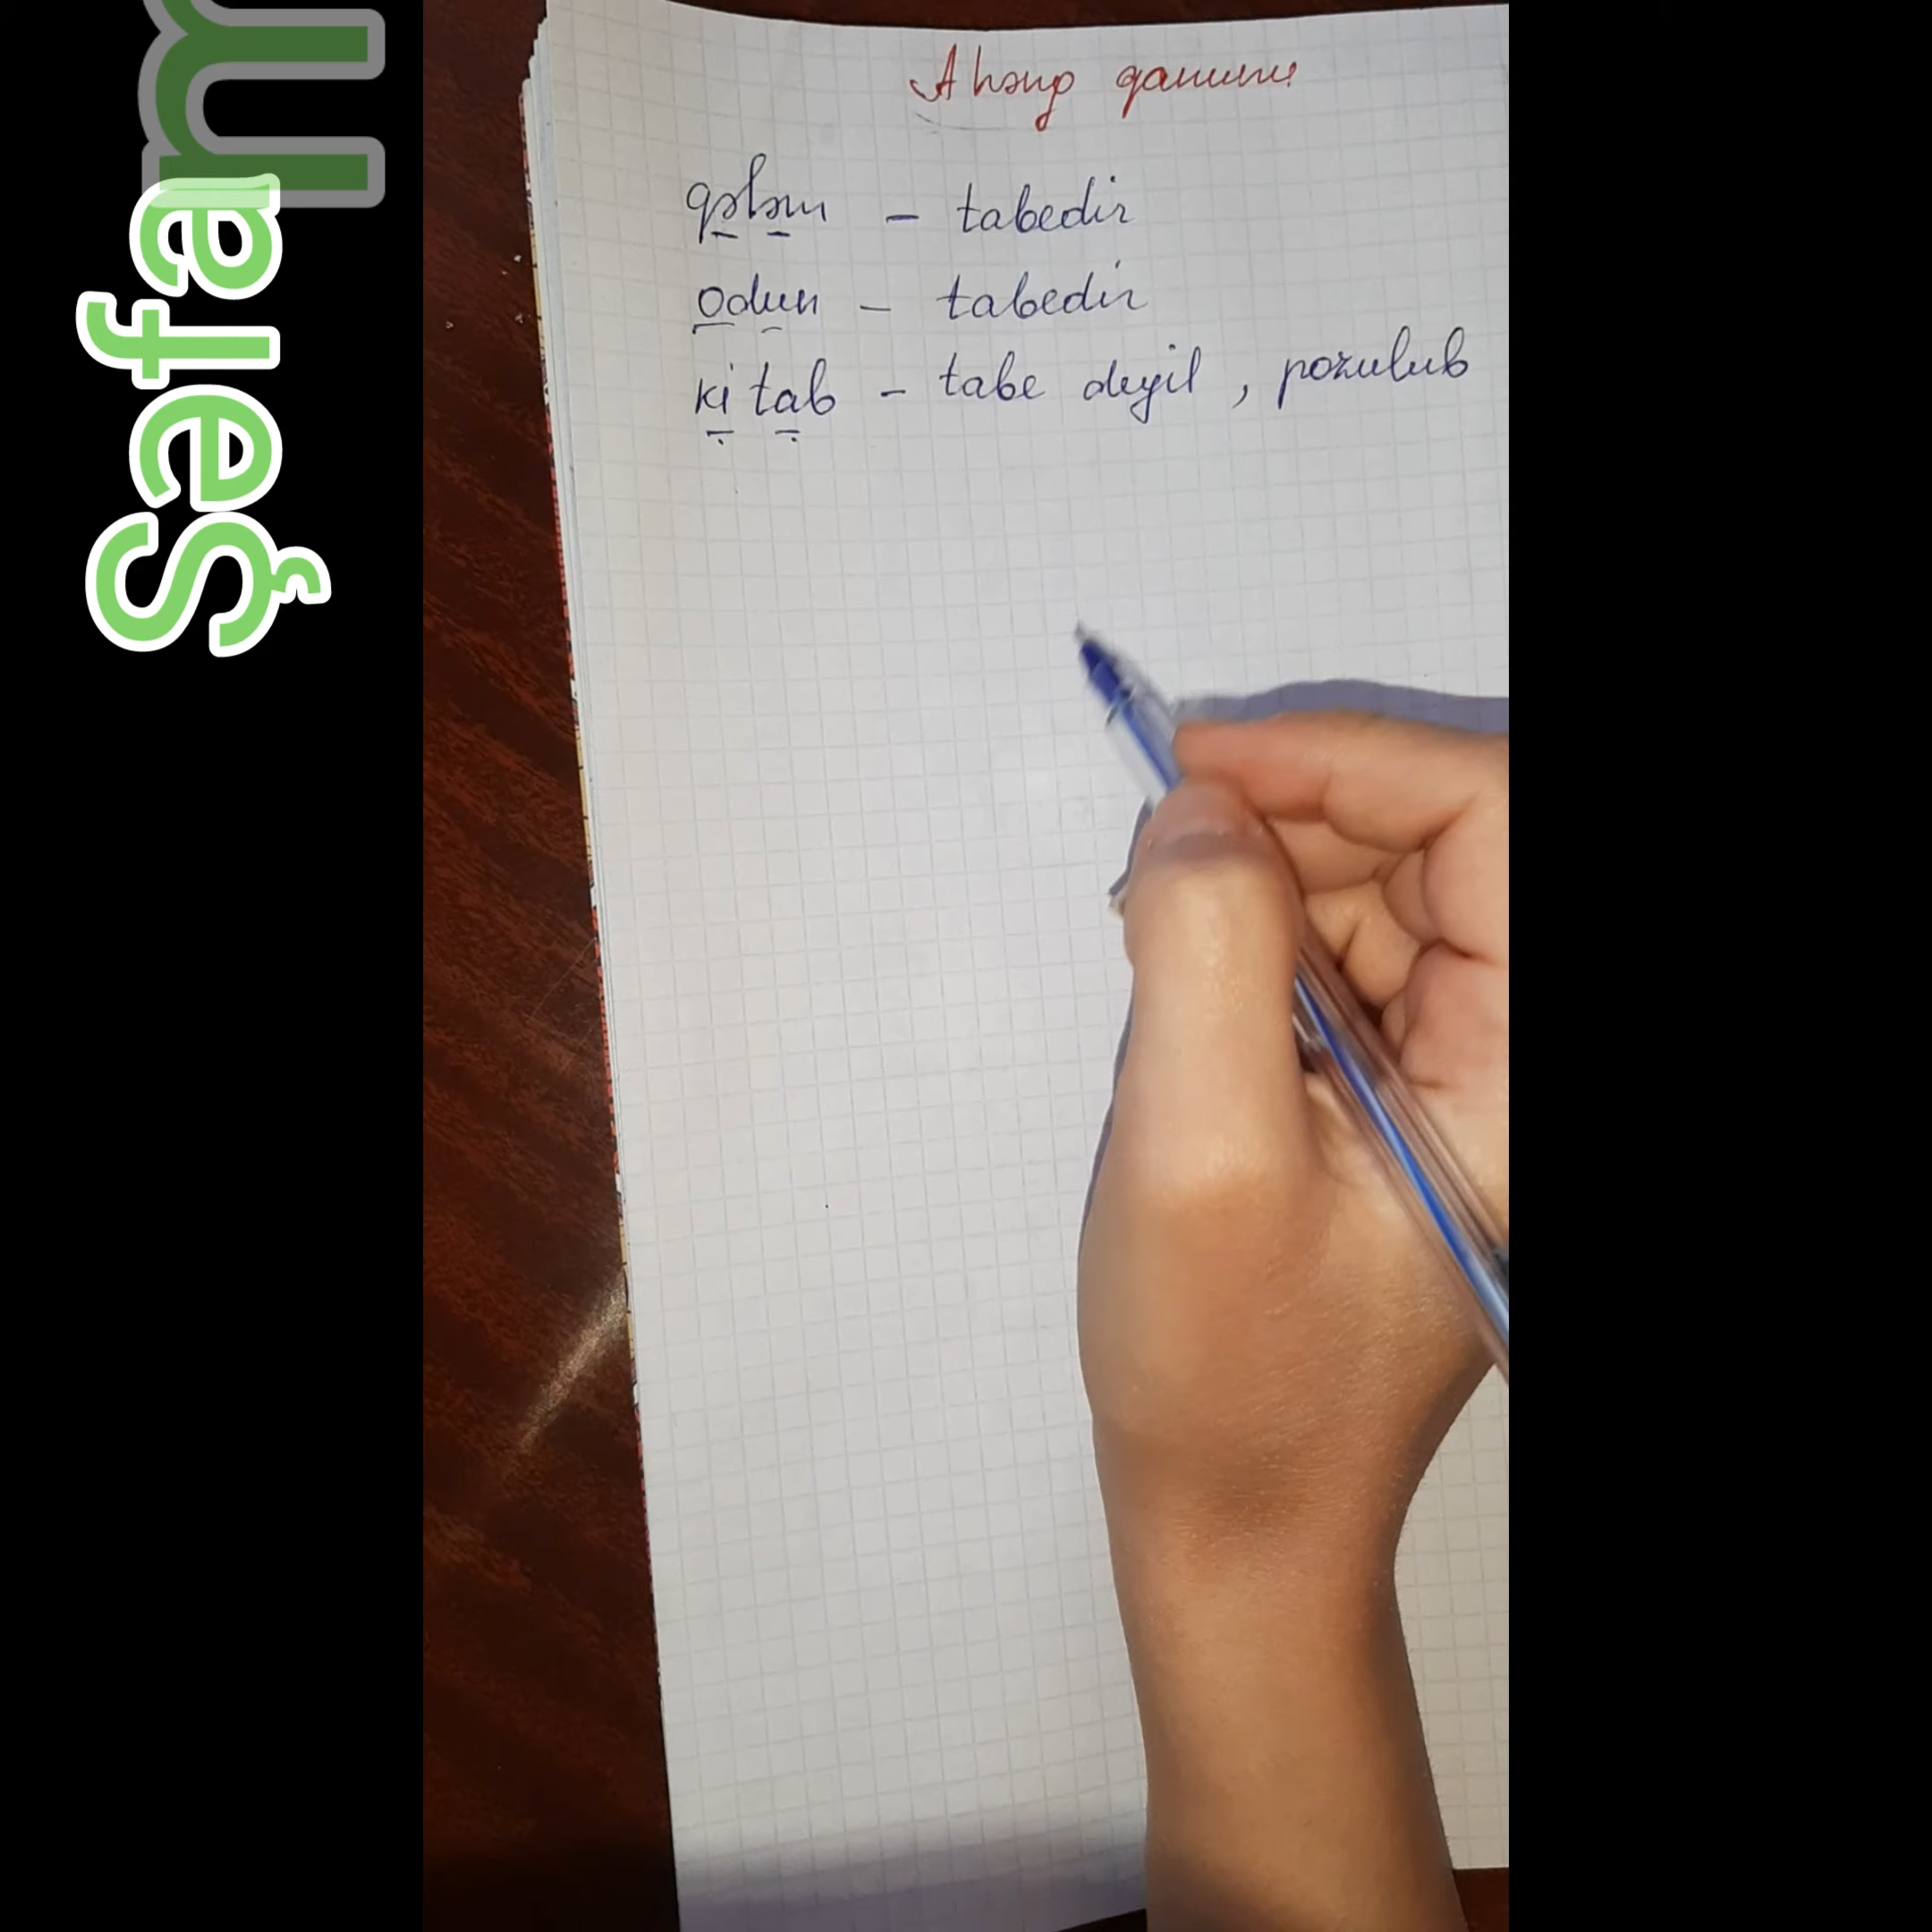 Ahəng qanunu
qələm - tabedir
odun - tabedir
kitab - tabe deyil, pozulub
Şəfa